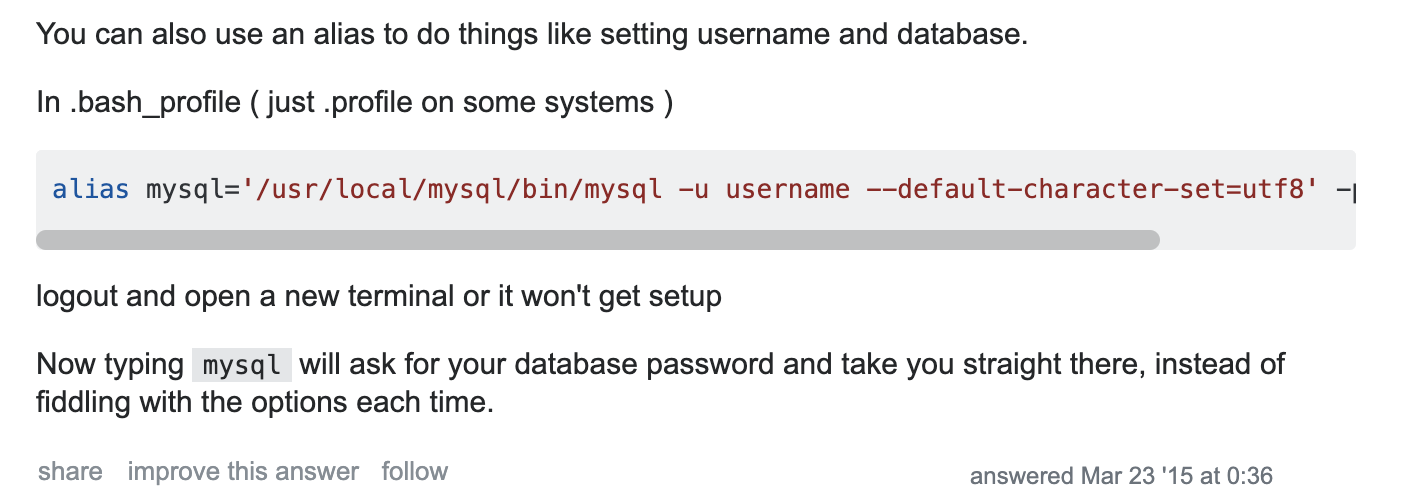 You can also use an alias to do things like setting username and database.
In .bash_profile ( just .profile on some systems )
alias mysql='/usr/local/mysql/bin/mysql -u username --default-character-set=utf8' -
logout and open a new terminal or it won't get setup
Now typing mysql will ask for your database password and take you straight there, instead of
fiddling with the options each time.
share improve this answer follow
answered Mar 23 '15 at 0:36